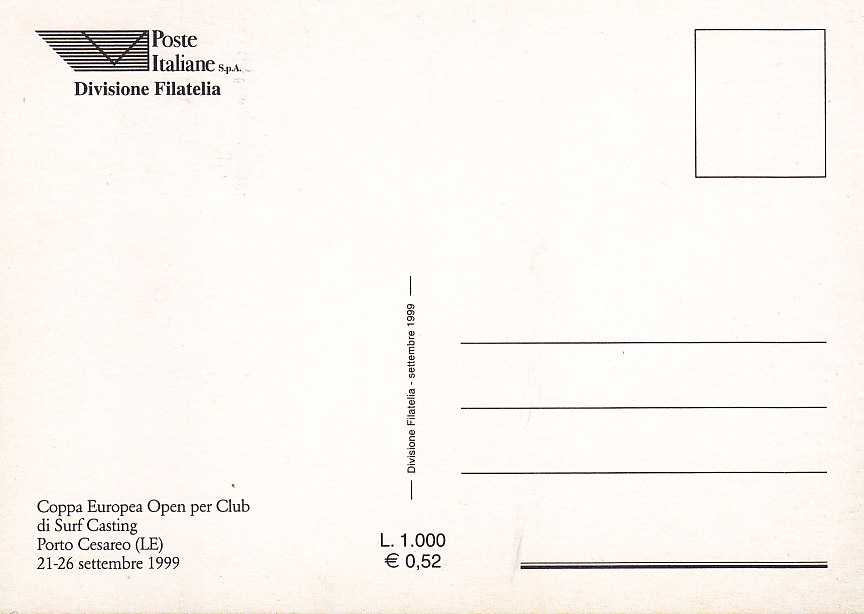 Poste
Italiane S.p.A.
Divisione Filatelia
Divisione Filatelia - settembre 1999
Coppa Europea Open per Club
di Surf Casting
Porto Cesareo (LE)
21-26 settembre 1999
L. 1.000
€ 0,52